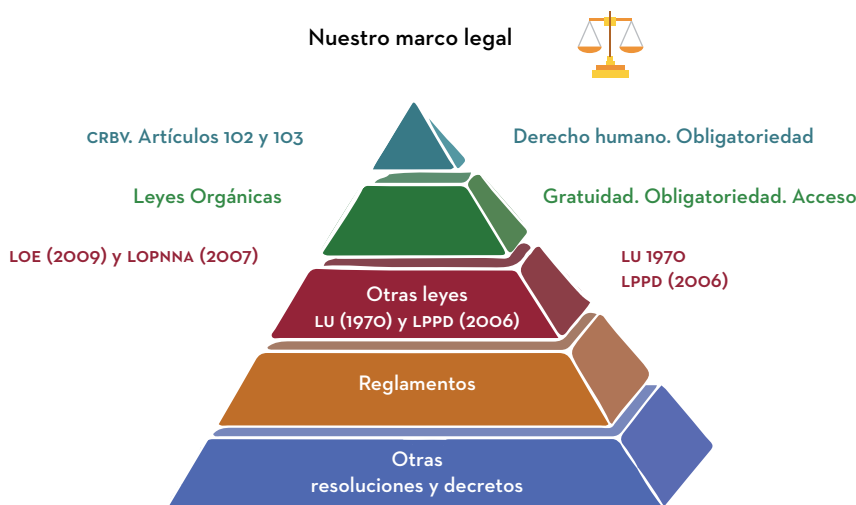 Nuestro marco legal
CRBV. Artículos 102 y 103
Derecho humano. Obligatoriedad
Leyes Orgánicas
Gratuidad. Obligatoriedad. Acceso
LOE (2009) y LOPNNA (2007)
LU 1970
LPPD (2006)
Otras leyes
LU (1970) y LPPD (2006)
Reglamentos
Otras
resoluciones y decretos